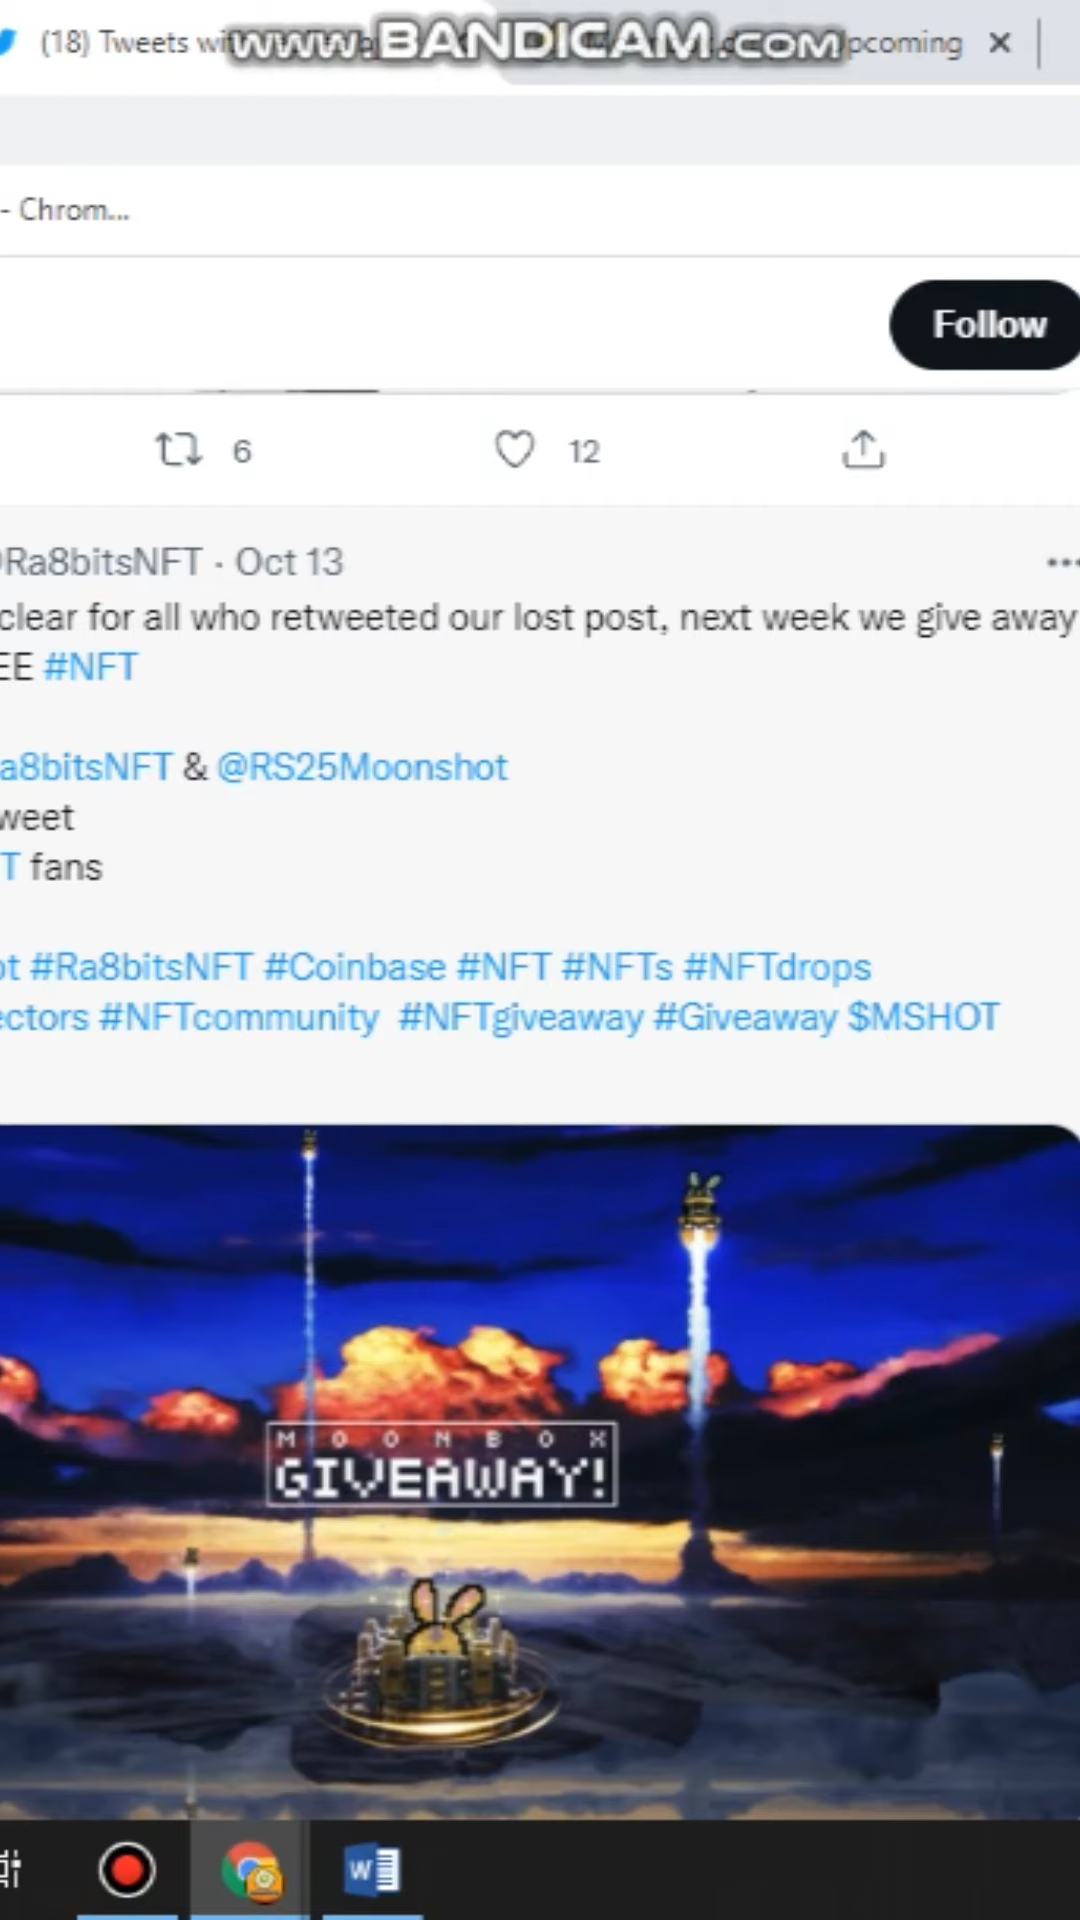 (18) Tweets
www.BANDICAM.com
pcoming
- Chrom...
Follow
6
12
Ra8bitsNFT · Oct 13
clear for all who retweeted our lost post, next week we give away
EE #NFT
a8bitsNFT & @RS25Moonshot
weet
T fans
ot #Ra8bitsNFT #Coinbase #NFT #NFTs #NFTdrops
ectors #NFTcommunity #NFTgiveaway #Giveaway $MSHOT
MOONBOX
GIVEAWAY!
W